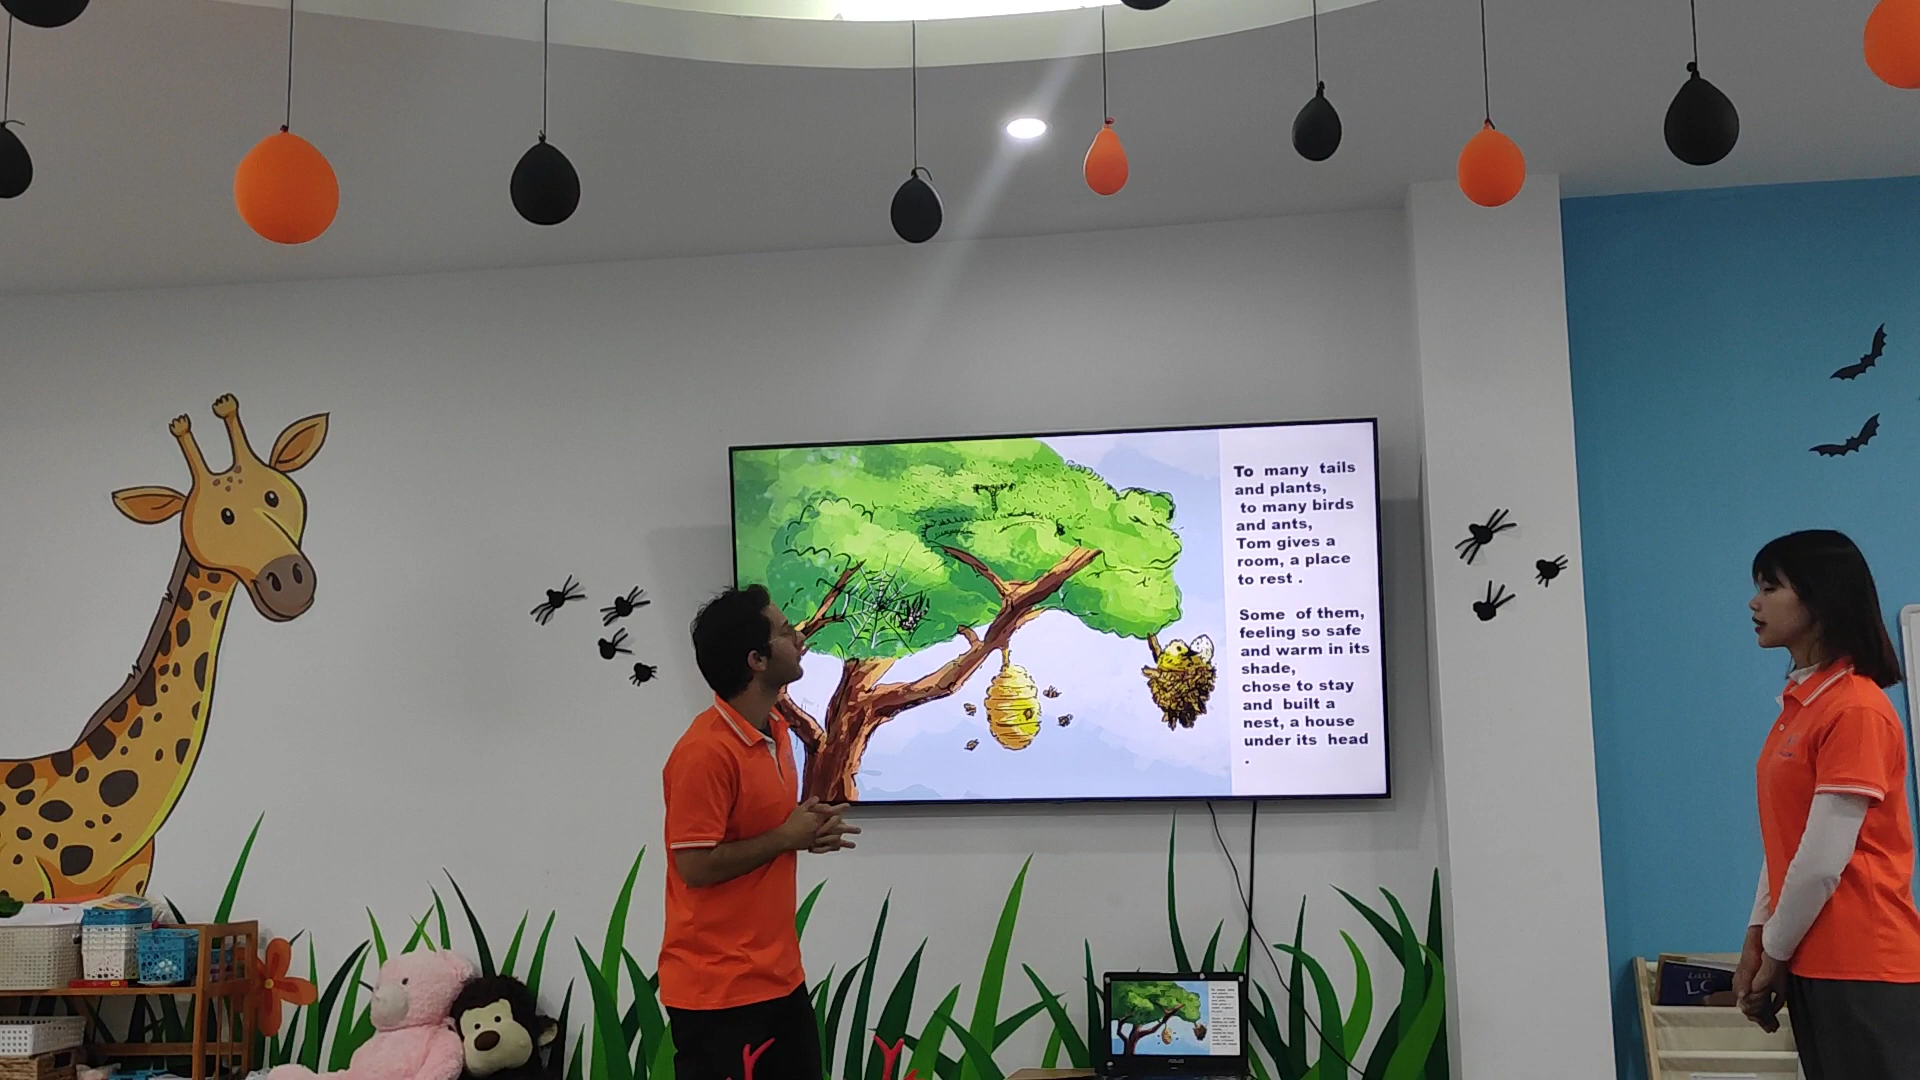 To many tails
and plants,
to many birds
and ants,
Tom gives a
room, a place
to rest .
Some of them,
feeling so safe
and warm in its
shade,
chose to stay
and built a
nest, a house
under its head
.
ASUS